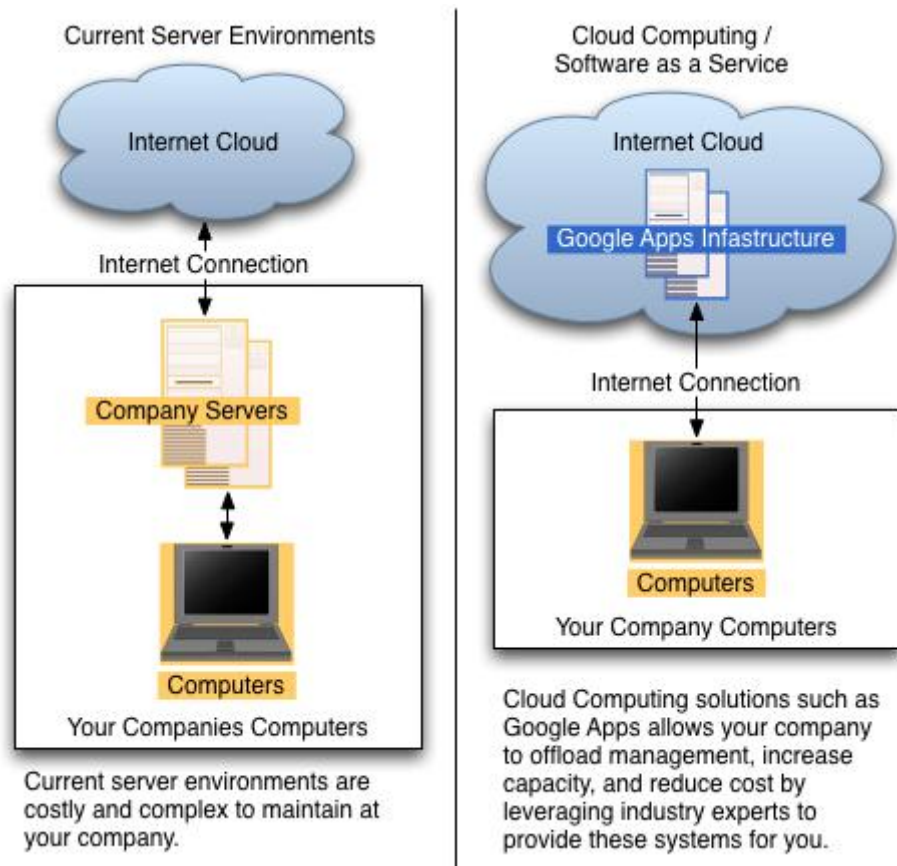 Current Server Environments
Internet Cloud
Internet Connection
Company Servers
Computers
Your Companies Computers
Current server environments are
costly and complex to maintain at
your company.
Cloud Computing /
Software as a Service
Internet Cloud
Google Apps Infastructure
Internet Connection
Computers
Your Company Computers
Cloud Computing solutions such as
Google Apps allows your company
to offload management, increase
capacity, and reduce cost by
leveraging industry experts to
provide these systems for you.